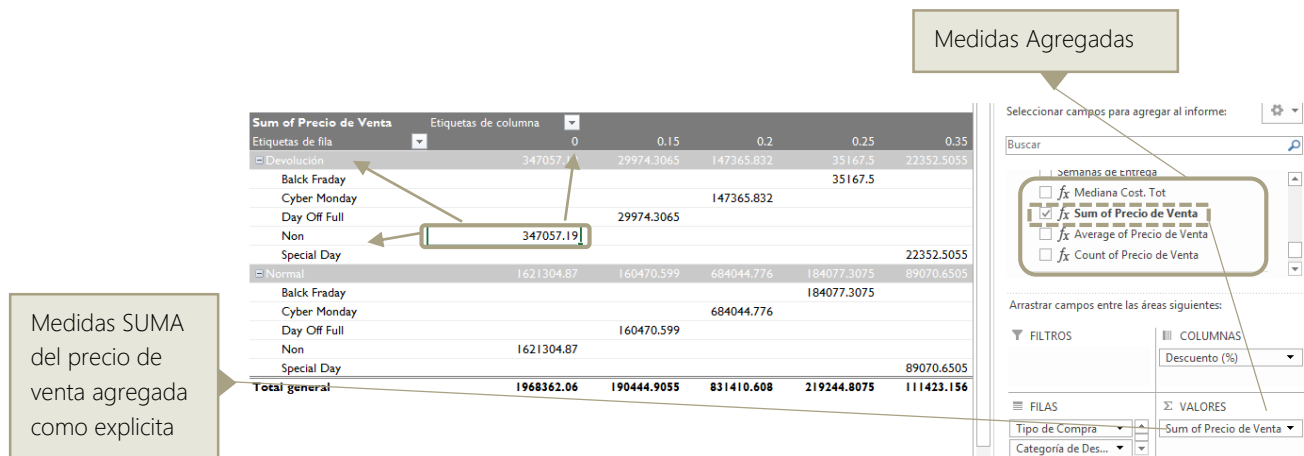 Medidas Agregadas
Sum of Precio de Venta Etiquetas de columna
Etiquetas de fila 0 0.15 0.2 0.25 0.35
Devolución 347057.19 29974.3065 147365.832 35167.5 22352.5055
Balck Fraday 35167.5
Cyber Monday 147365.832
Day Off Full 29974.3065
Non 347057.19
Special Day 22352.5055
Normal 1621304.87 160470.599 684044.776 184077.3075 89070.6505
Balck Fraday 184077.3075
Cyber Monday 684044.776
Day Off Full 160470.599
Non 1621304.87
Special Day 89070.6505
Total general 1968362.06 190444.9055 831410.608 219244.8075 111423.156
Medidas SUMA
del precio de
venta agregada
como explicita
Seleccionar campos para agregar al informe:
Buscar
Semanas de Entrega
fx Mediana Cost. Tot
fx Sum of Precio de Venta
fx Average of Precio de Venta
fx Count of Precio de Venta
Arrastrar campos entre las áreas siguientes:
FILTROS
COLUMNAS
Descuento (%)
FILAS
Tipo de Compra
Categoría de Des...
Σ VALORES
Sum of Precio de Venta